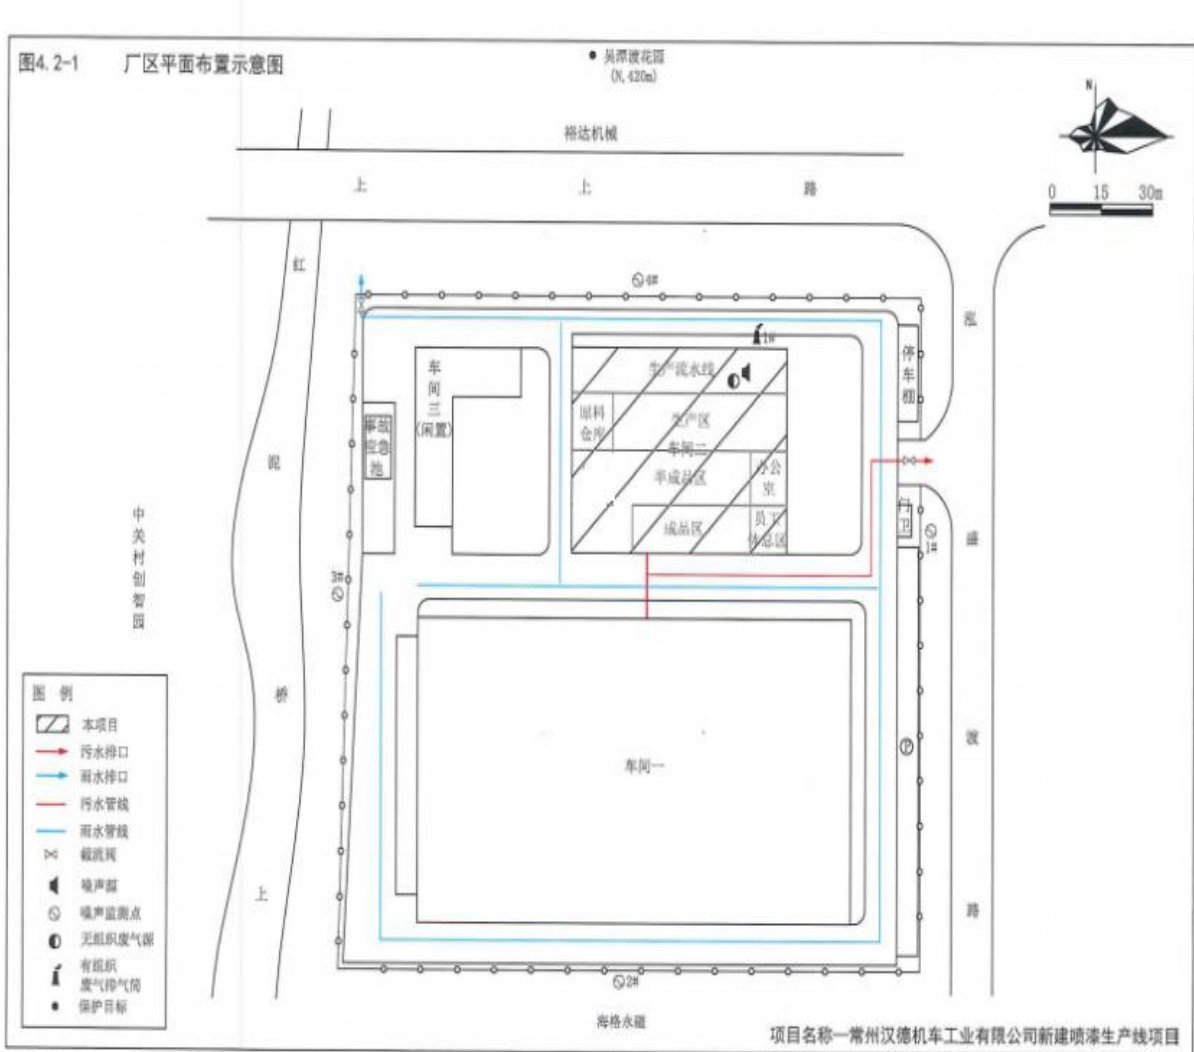 图4.2-1 厂区平面布置示意图
吴潭渡花园
(N,420m)
N
裕达机械
0 15 30m
上 上 路
红
泥
桥
上
泓
盛
渡
路
4#
1#
停车棚
车间三
(闲置)
生产流水线
原料
仓库
生产区
车间二
事故
应急
池
半成品区
办公
室
成品区
员工
休息区
门卫
1#
中关村创智园
3#
车间一
P
图 例
本项目
污水排口
雨水排口
污水管线
雨水管线
截流阀
噪声源
噪声监测点
无组织废气源
有组织
废气排气筒
保护目标
2#
海格永磁
项目名称—常州汉德机车工业有限公司新建喷漆生产线项目